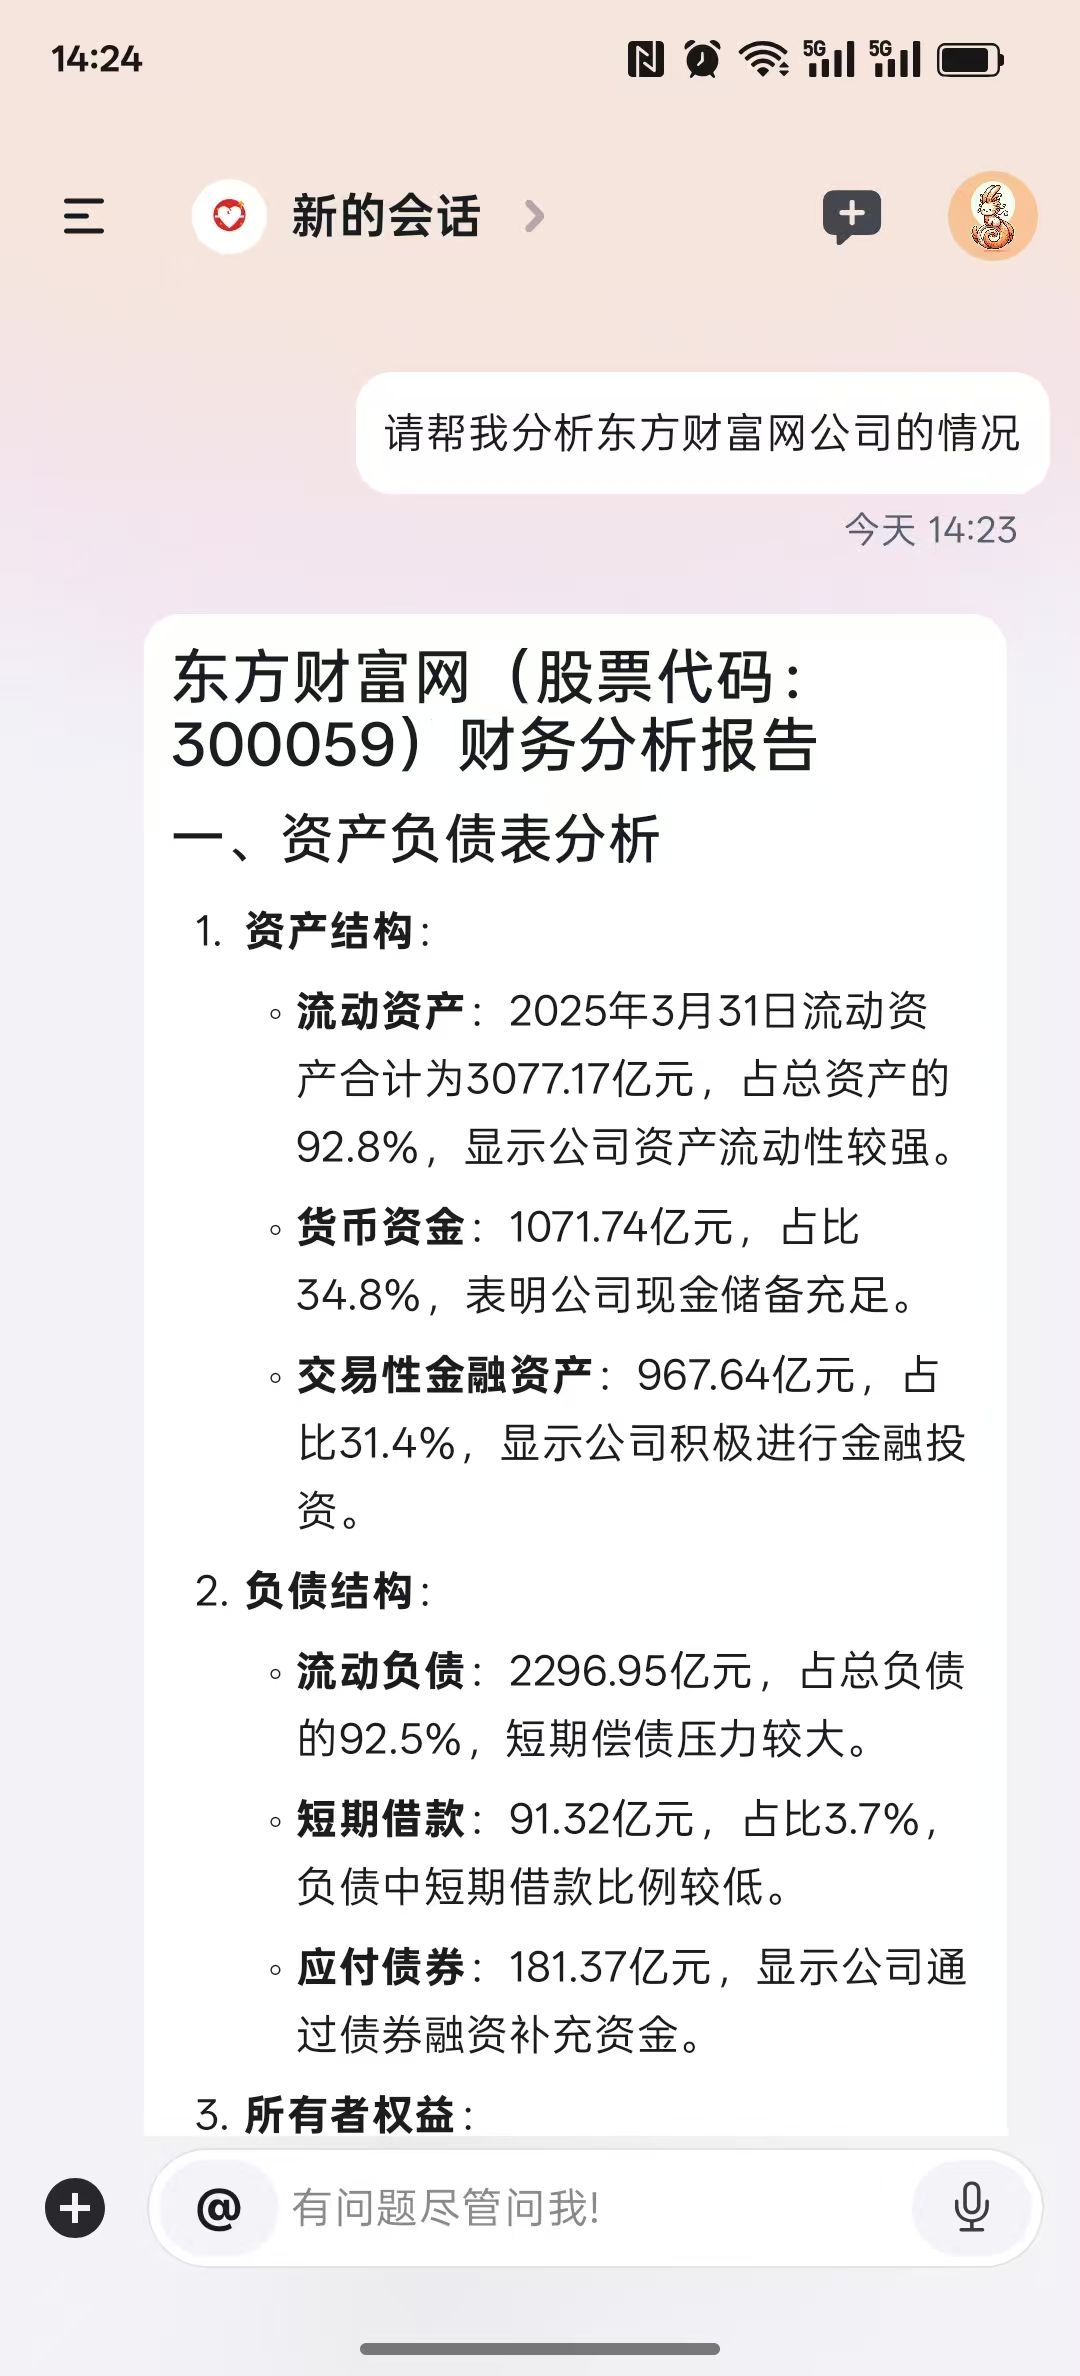 14:24
5G 5G
新的会话
请帮我分析东方财富网公司的情况
今天 14:23
东方财富网（股票代码：
300059）财务分析报告
一、资产负债表分析
1. 资产结构：
流动资产：2025年3月31日流动资
产合计为3077.17亿元，占总资产的
92.8%，显示公司资产流动性较强。
货币资金：1071.74亿元，占比
34.8%，表明公司现金储备充足。
交易性金融资产：967.64亿元，占
比31.4%，显示公司积极进行金融投
资。
2. 负债结构：
流动负债：2296.95亿元，占总负债
的92.5%，短期偿债压力较大。
短期借款：91.32亿元，占比3.7%，
负债中短期借款比例较低。
应付债券：181.37亿元，显示公司通
过债券融资补充资金。
3. 所有者权益：
@ 有问题尽管问我!